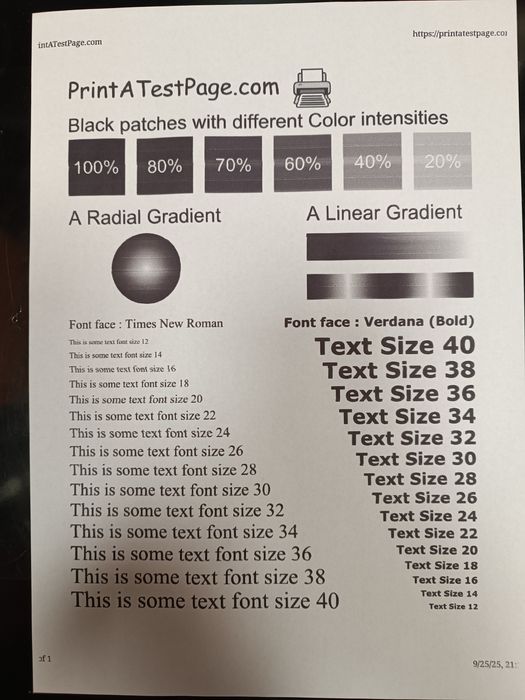 intATestPage.com
https://printatestpage.co
PrintATestPage.com
Black patches with different Color intensities
100% 80% 70% 60% 40% 20%
A Radial Gradient
A Linear Gradient
Font face : Times New Roman
This is some text font size 12
This is some text font size 14
This is some text font size 16
This is some text font size 18
This is some text font size 20
This is some text font size 22
This is some text font size 24
This is some text font size 26
This is some text font size 28
This is some text font size 30
This is some text font size 32
This is some text font size 34
This is some text font size 36
This is some text font size 38
This is some text font size 40
Font face : Verdana (Bold)
Text Size 40
Text Size 38
Text Size 36
Text Size 34
Text Size 32
Text Size 30
Text Size 28
Text Size 26
Text Size 24
Text Size 22
Text Size 20
Text Size 18
Text Size 16
Text Size 14
Text Size 12
of 1
9/25/25, 21: